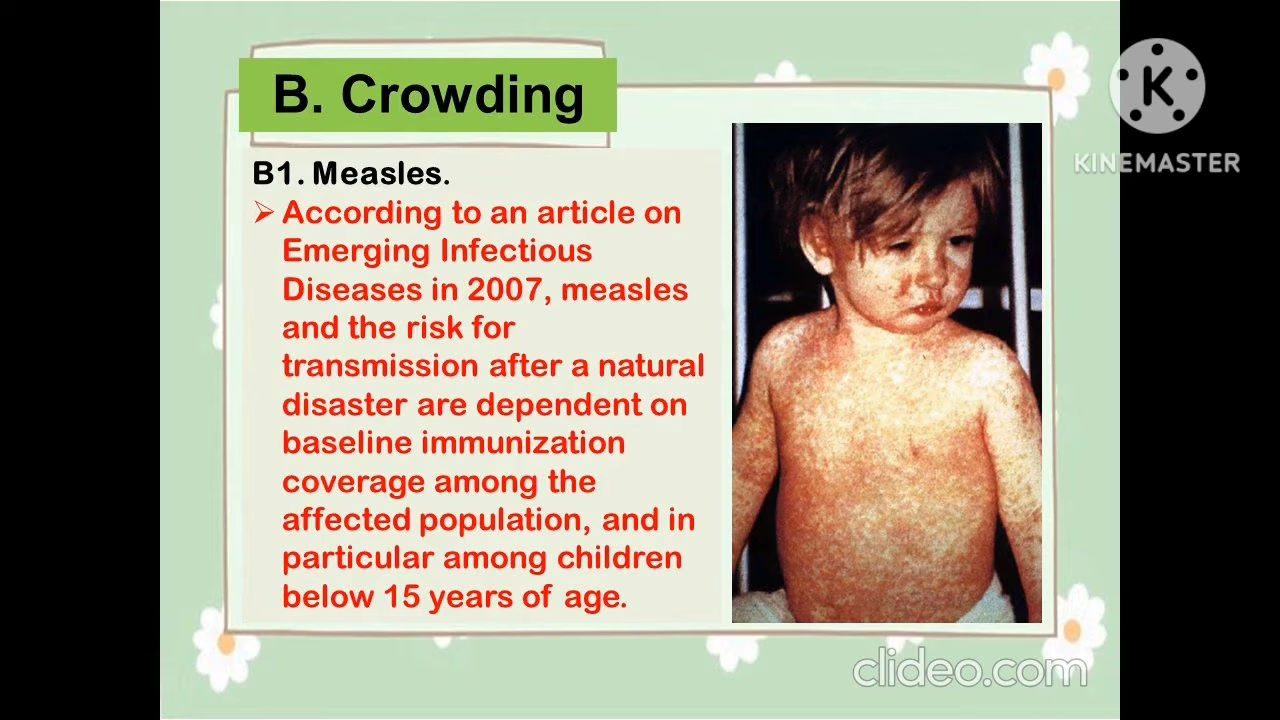 B. Crowding
B1. Measles.
According to an article on
Emerging Infectious
Diseases in 2007, measles
and the risk for
transmission after a natural
disaster are dependent on
baseline immunization
coverage among the
affected population, and in
particular among children
below 15 years of age.
K
KINEMASTER
clideo.com